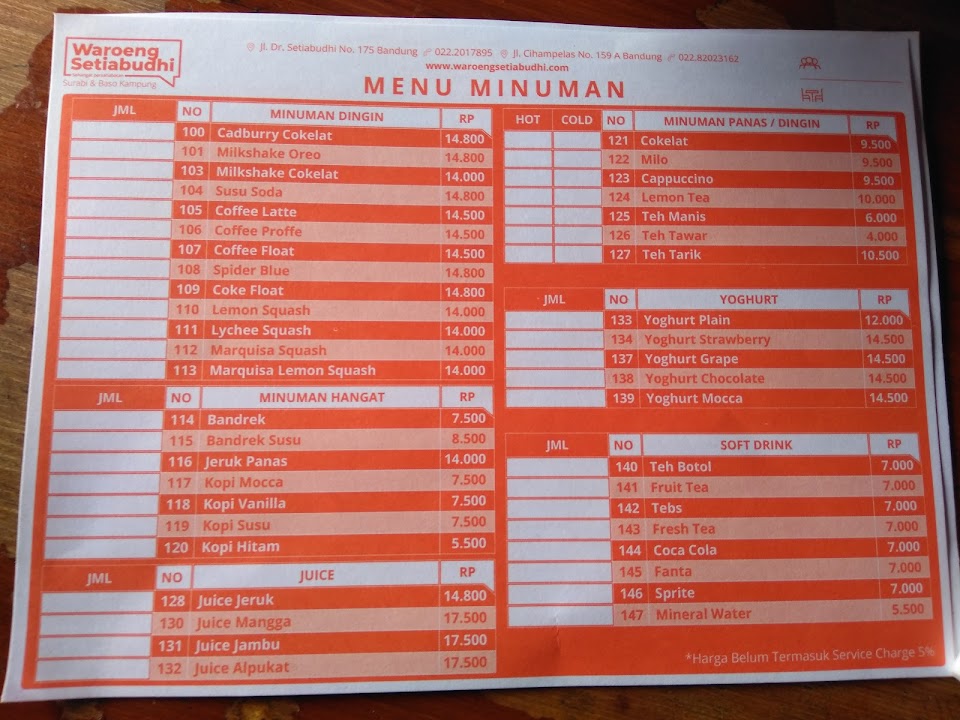 Waroeng
Setiabudhi
Surabi & Baso Kampung
Jl. Dr. Setiabudhi No. 175 Bandung 022.2017895 Jl. Cihampelas No. 159 A Bandung 022.82023162
www.waroengsetiabudhi.com
MENU MINUMAN
JML NO MINUMAN DINGIN RP
100 Cadburry Cokelat 14.800
101 Milkshake Oreo 14.800
103 Milkshake Cokelat 14.000
104 Susu Soda 14.800
105 Coffee Latte 14.500
106 Coffee Proffe 14.500
107 Coffee Float 14.500
108 Spider Blue 14.800
109 Coke Float 14.800
110 Lemon Squash 14.000
111 Lychee Squash 14.000
112 Marquisa Squash 14.000
113 Marquisa Lemon Squash 14.000
JML NO MINUMAN HANGAT RP
114 Bandrek 7.500
115 Bandrek Susu 8.500
116 Jeruk Panas 14.000
117 Kopi Mocca 7.500
118 Kopi Vanilla 7.500
119 Kopi Susu 7.500
120 Kopi Hitam 5.500
JML NO JUICE RP
128 Juice Jeruk 14.800
130 Juice Mangga 17.500
131 Juice Jambu 17.500
132 Juice Alpukat 17.500
HOT COLD NO MINUMAN PANAS / DINGIN RP
121 Cokelat 9.500
122 Milo 9.500
123 Cappuccino 9.500
124 Lemon Tea 10.000
125 Teh Manis 6.000
126 Teh Tawar 4.000
127 Teh Tarik 10.500
JML NO YOGHURT RP
133 Yoghurt Plain 12.000
134 Yoghurt Strawberry 14.500
137 Yoghurt Grape 14.500
138 Yoghurt Chocolate 14.500
139 Yoghurt Mocca 14.500
JML NO SOFT DRINK RP
140 Teh Botol 7.000
141 Fruit Tea 7.000
142 Tebs 7.000
143 Fresh Tea 7.000
144 Coca Cola 7.000
145 Fanta 7.000
146 Sprite 7.000
147 Mineral Water 5.500
*Harga Belum Termasuk Service Charge 5%